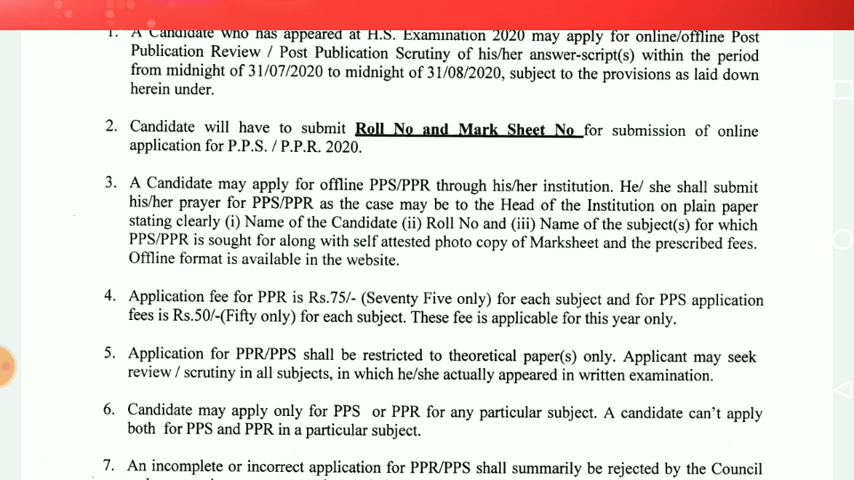 1. A Candidate who has appeared at H.S. Examination 2020 may apply for online/offline Post
Publication Review / Post Publication Scrutiny of his/her answer-script(s) within the period
from midnight of 31/07/2020 to midnight of 31/08/2020, subject to the provisions as laid down
herein under.
2. Candidate will have to submit Roll No and Mark Sheet No for submission of online
application for P.P.S. / P.P.R. 2020.
3. A Candidate may apply for offline PPS/PPR through his/her institution. He/ she shall submit
his/her prayer for PPS/PPR as the case may be to the Head of the Institution on plain paper
stating clearly (i) Name of the Candidate (ii) Roll No and (iii) Name of the subject(s) for which
PPS/PPR is sought for along with self attested photo copy of Marksheet and the prescribed fees.
Offline format is available in the website.
4. Application fee for PPR is Rs.75/- (Seventy Five only) for each subject and for PPS application
fees is Rs.50/-(Fifty only) for each subject. These fee is applicable for this year only.
5. Application for PPR/PPS shall be restricted to theoretical paper(s) only. Applicant may seek
review / scrutiny in all subjects, in which he/she actually appeared in written examination.
6. Candidate may apply only for PPS or PPR for any particular subject. A candidate can't apply
both for PPS and PPR in a particular subject.
7. An incomplete or incorrect application for PPR/PPS shall summarily be rejected by the Council